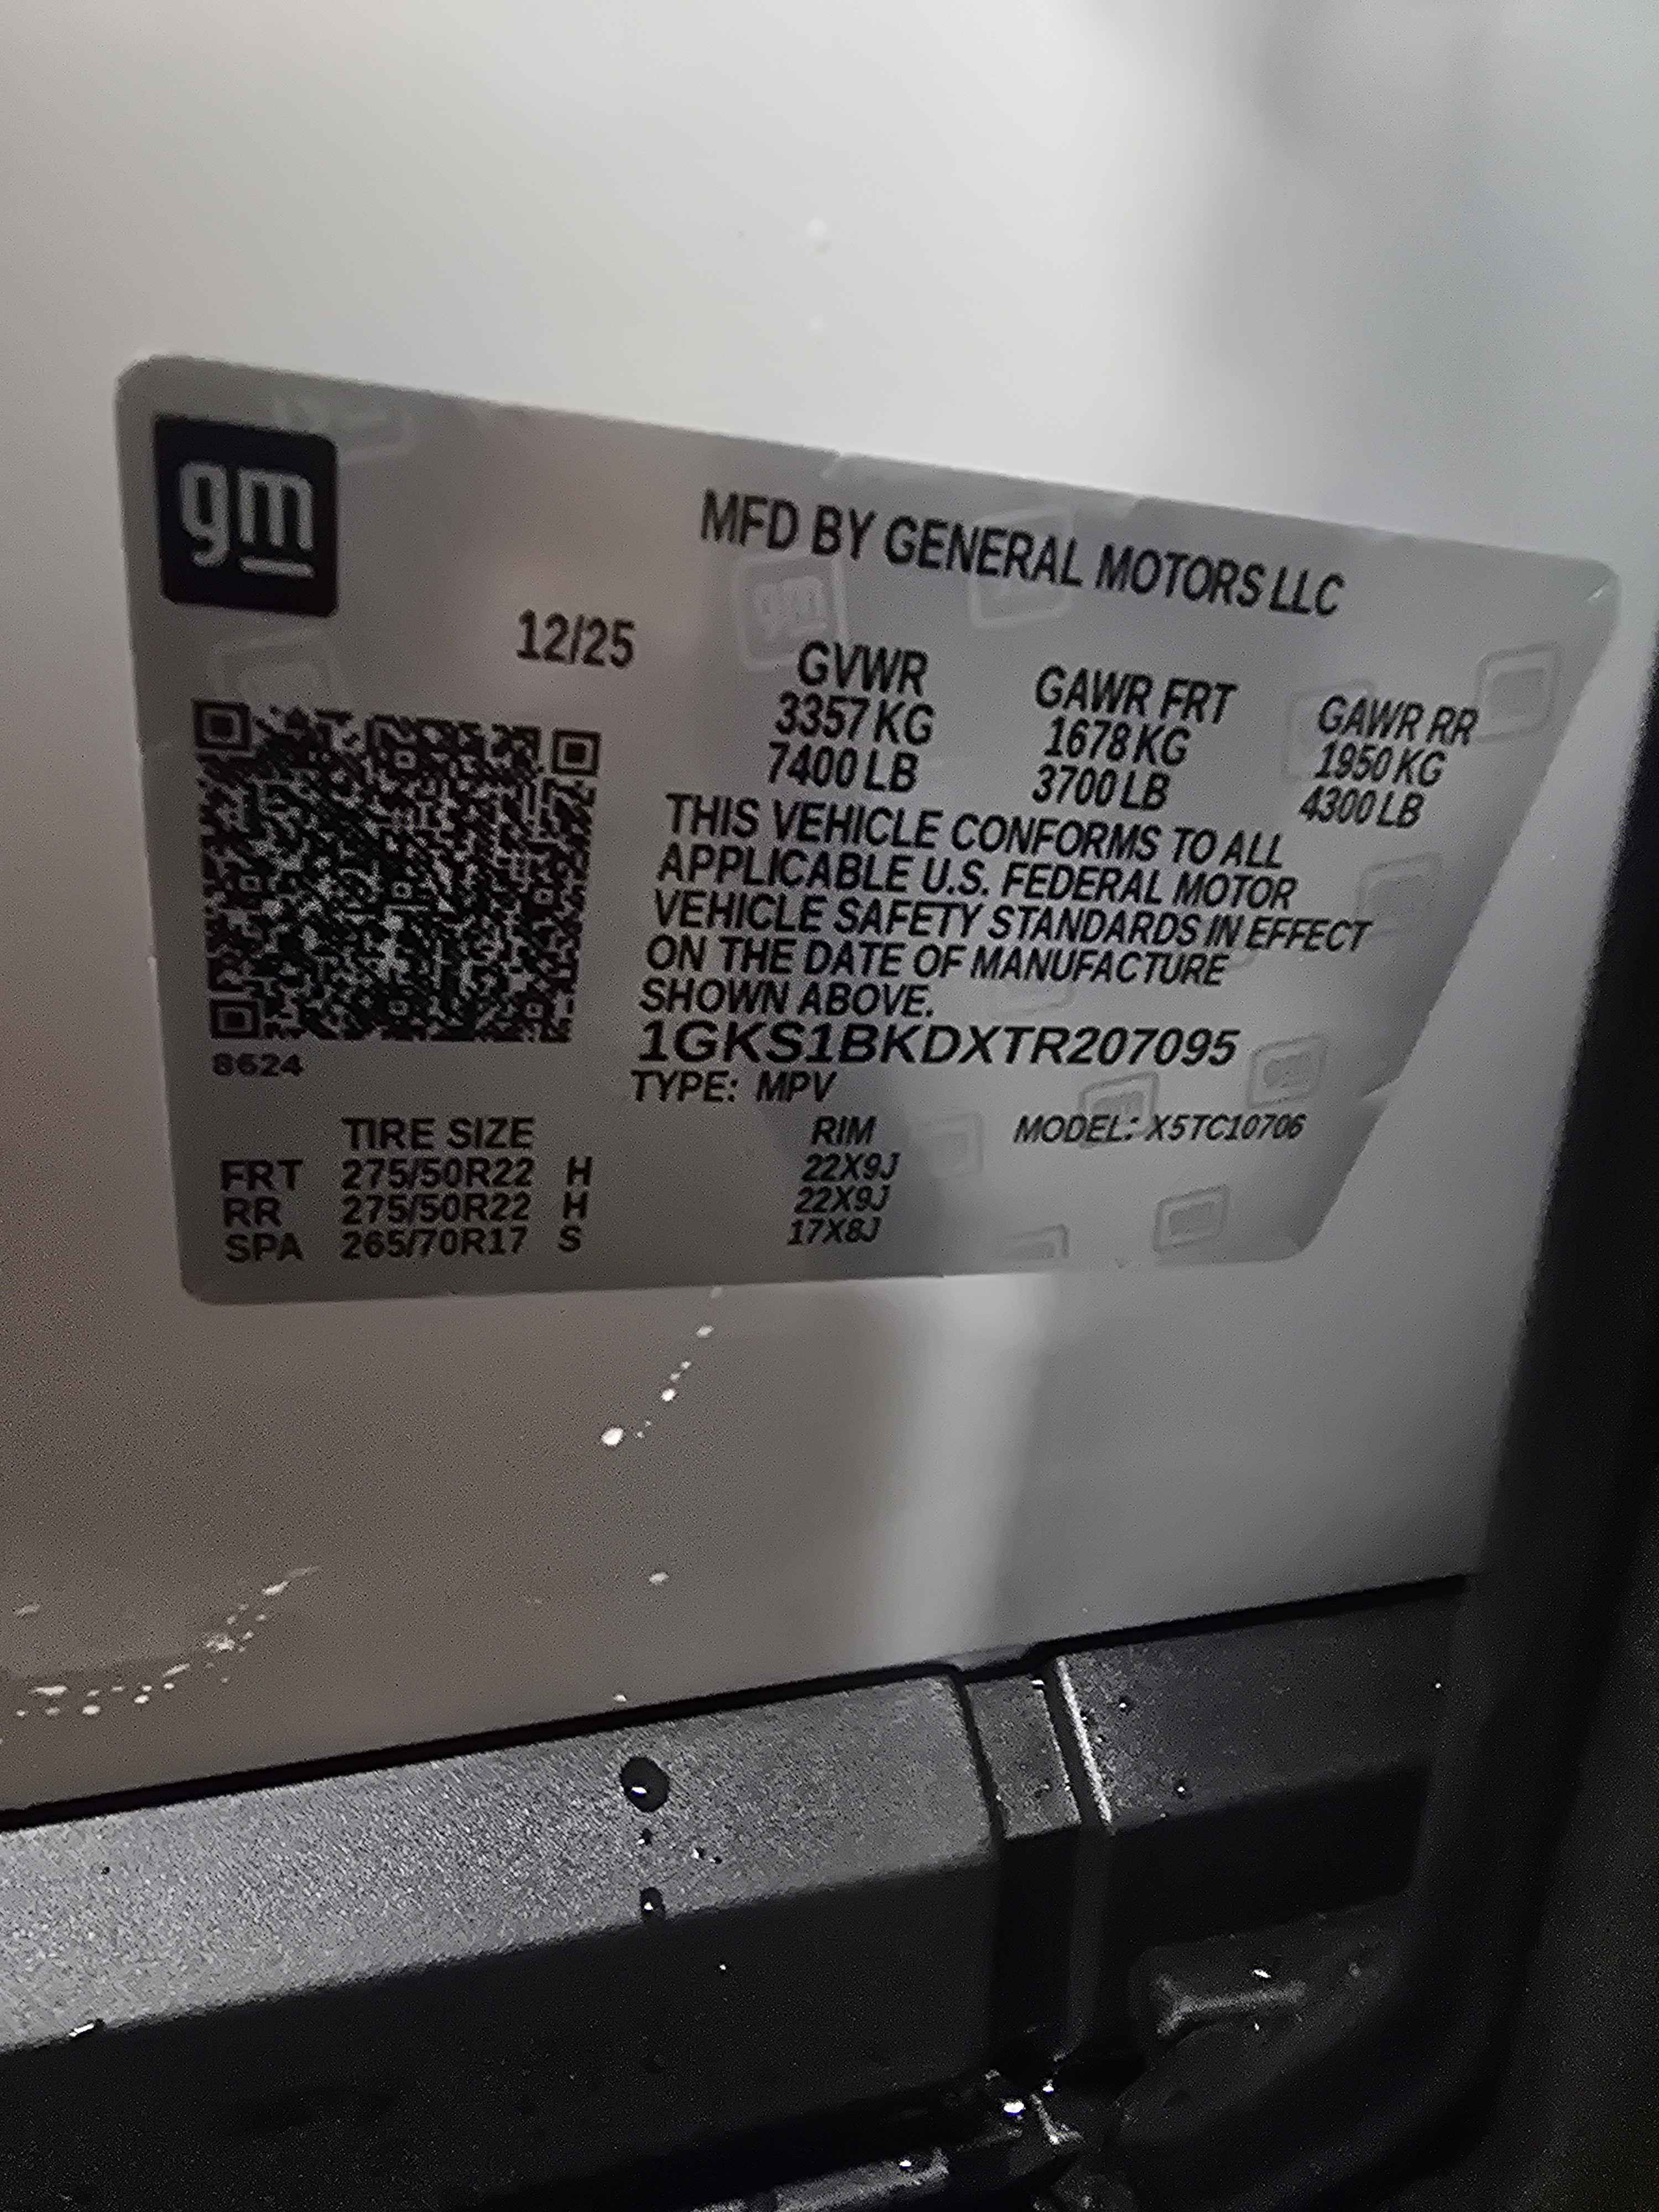 gm
MFD BY GENERAL MOTORS LLC
12/25
GVWR GAWR FRT GAWR RR
3357 KG 1678 KG 1950 KG
7400 LB 3700 LB 4300 LB
THIS VEHICLE CONFORMS TO ALL
APPLICABLE U.S. FEDERAL MOTOR
VEHICLE SAFETY STANDARDS IN EFFECT
ON THE DATE OF MANUFACTURE
SHOWN ABOVE.
1GKS1BKDXTR207095
8624
TYPE: MPV
TIRE SIZE RIM MODEL: X5TC10706
FRT 275/50R22 H 22X9J
RR 275/50R22 H 22X9J
SPA 265/70R17 S 17X8J